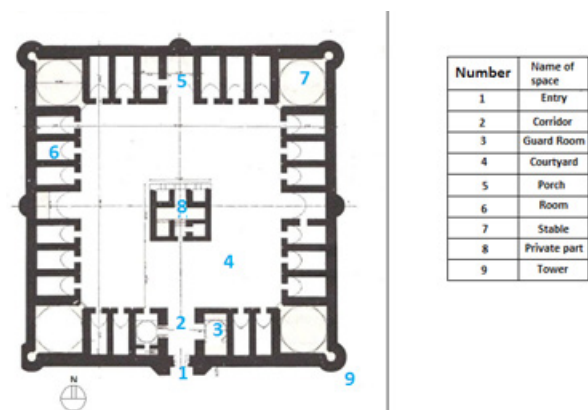 5
7
6
8
4
2
3
1
9
N
Number Name of space
1 Entry
2 Corridor
3 Guard Room
4 Courtyard
5 Porch
6 Room
7 Stable
8 Private part
9 Tower